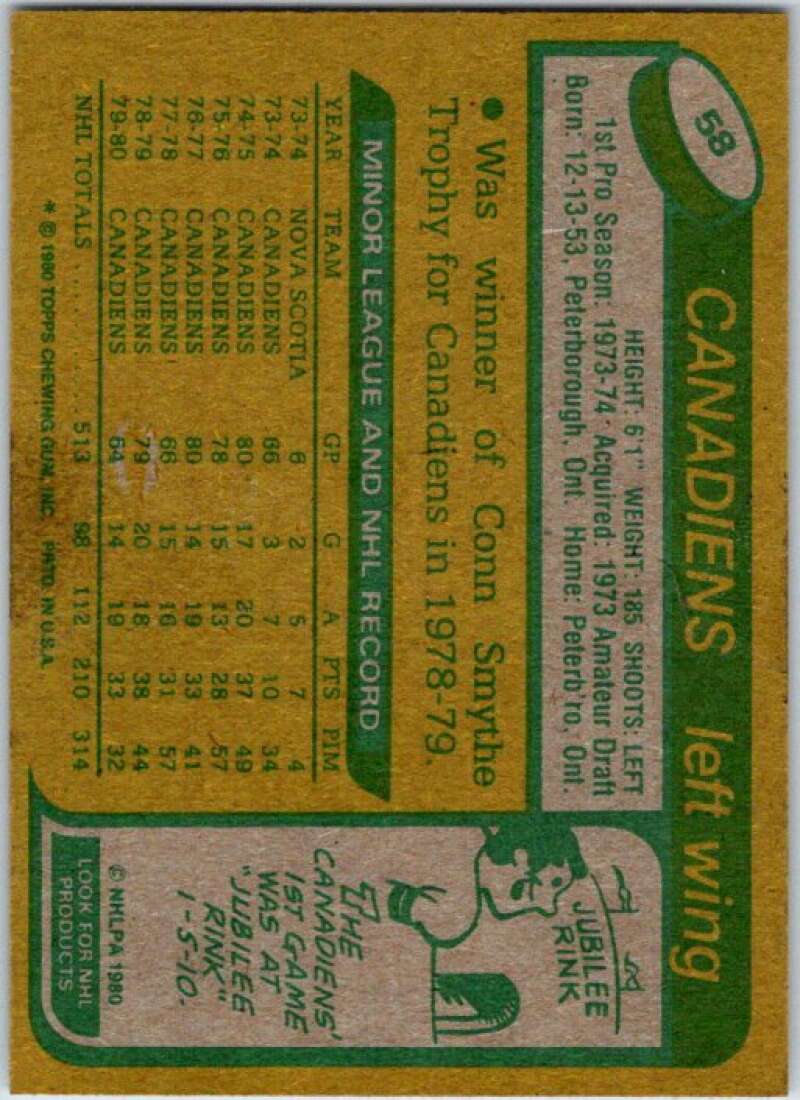 58
CANADIENS left wing
HEIGHT: 6'1" WEIGHT: 185 SHOOTS: LEFT
1st Pro Season: 1973-74 · Acquired: 1973 Amateur Draft
Born: 12-13-53, Peterborough, Ont. Home: Peterb'ro, Ont.
● Was winner of Conn Smythe
Trophy for Canadiens in 1978-79.
MINOR LEAGUE AND NHL RECORD
YEAR TEAM GP G A PTS PIM
73-74 NOVA SCOTIA 6 2 5 7 4
73-74 CANADIENS 66 3 7 10 34
74-75 CANADIENS 80 17 20 37 49
75-76 CANADIENS 78 15 13 28 57
76-77 CANADIENS 80 14 19 33 41
77-78 CANADIENS 66 15 16 31 57
78-79 CANADIENS 79 20 18 38 44
79-80 CANADIENS 64 14 19 33 32
NHL TOTALS .......... 513 98 112 210 314
* © 1980 TOPPS CHEWING GUM, INC. PRTD. IN U.S.A.
JUBILEE
RINK
THE
CANADIENS'
1ST GAME
WAS AT
"JUBILEE
RINK"
1-5-10.
© NHLPA 1980
LOOK FOR NHL
PRODUCTS